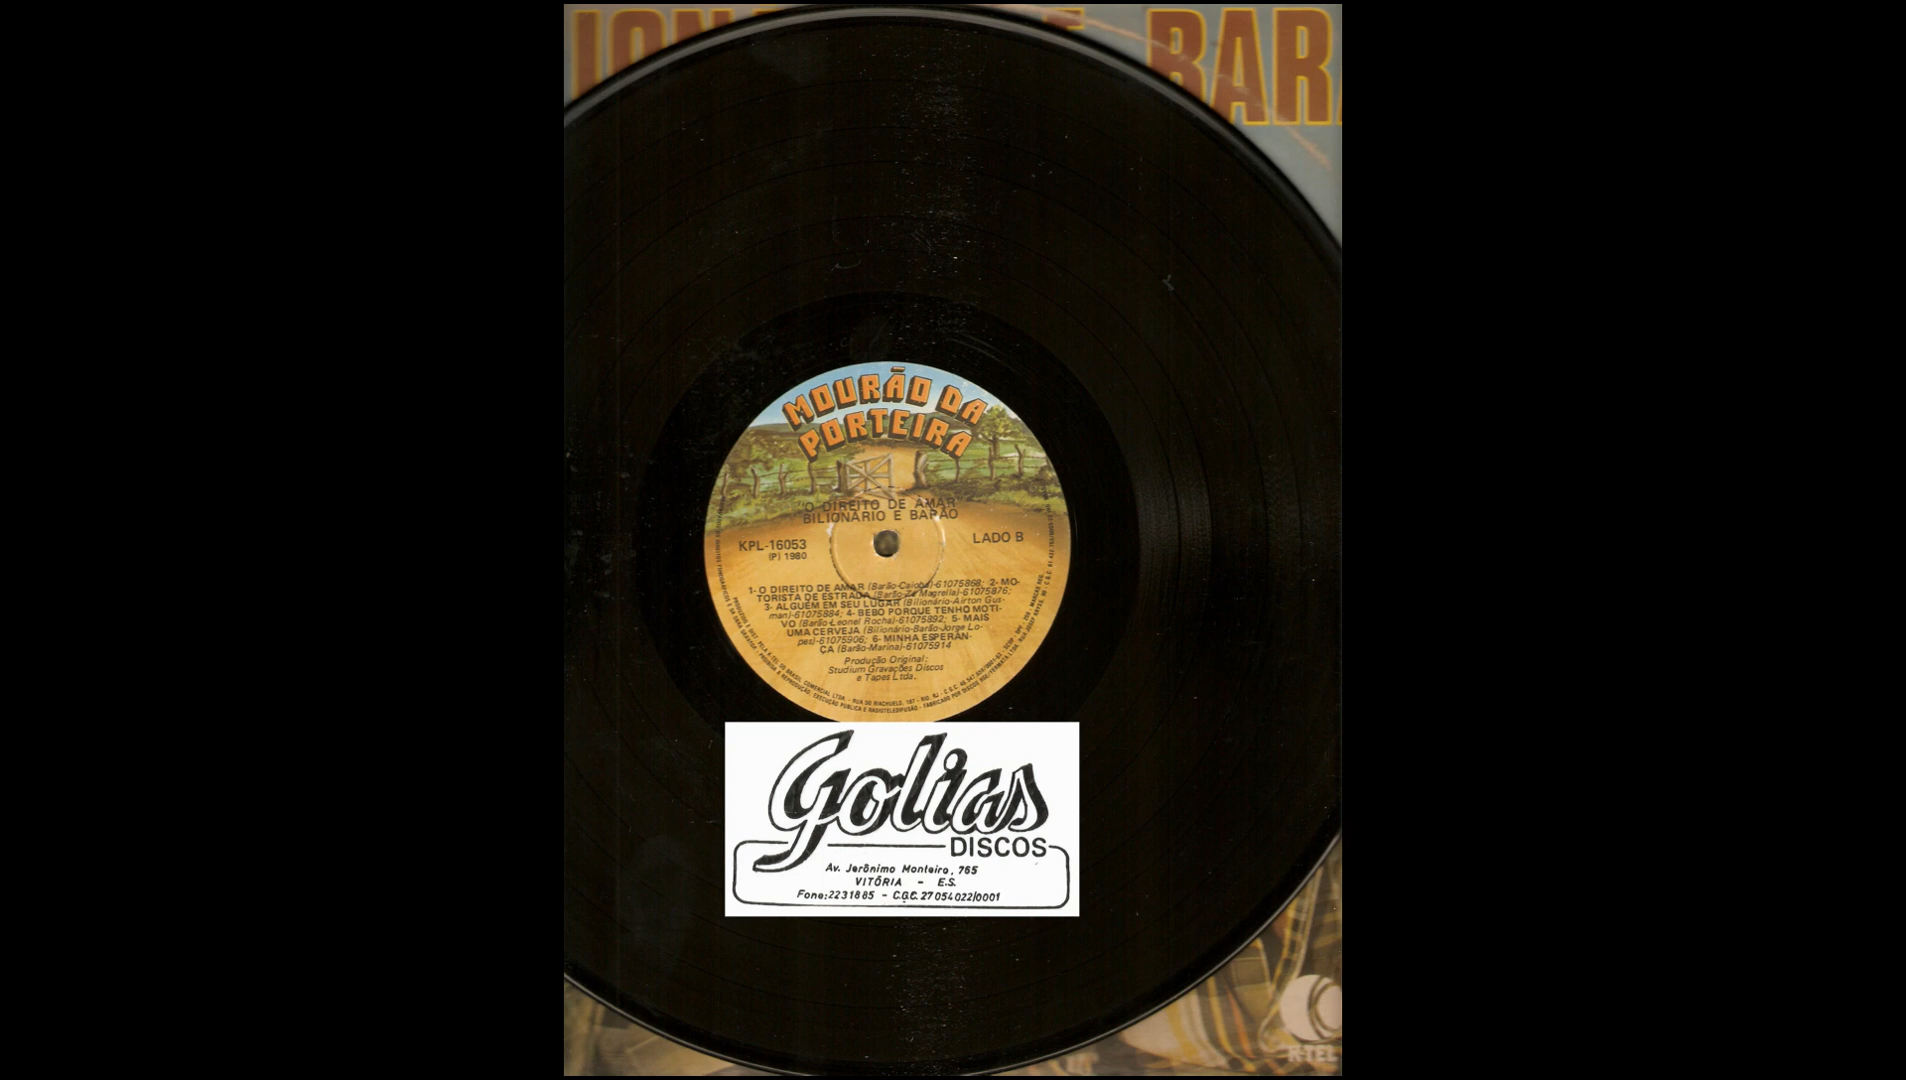 BAR
MOURÃO DA
PORTEIRA
"O DIREITO DE AMAR
BILIONÁRIO E BARÃO
KPL-16053
(P) 1980
LADO B
1- O DIREITO DE AMAR (Barão-Caioba)-61075868; 2- MO-
TORISTA DE ESTRADA (Barão-Zé Magrella)-61075876;
3- ALGUÉM EM SEU LUGAR (Bilionário-Airton Gus-
man)-61075884; 4- BEBO PORQUE TENHO MOTI-
VO (Barão-Leonel Rocha)-61075892; 5- MAIS
UMA CERVEJA (Bilionário-Barão-Jorge Lo-
pes)-61075906; 6- MINHA ESPERAN-
ÇA (Barão-Marina)-61075914
Produção Original:
Studium Gravações Discos
e Tapes Ltda.
Golias
DISCOS
Av. Jerônimo Monteiro, 765
VITÓRIA - E.S.
Fone: 2231885 - C.G.C. 27054022/0001
K-TEL